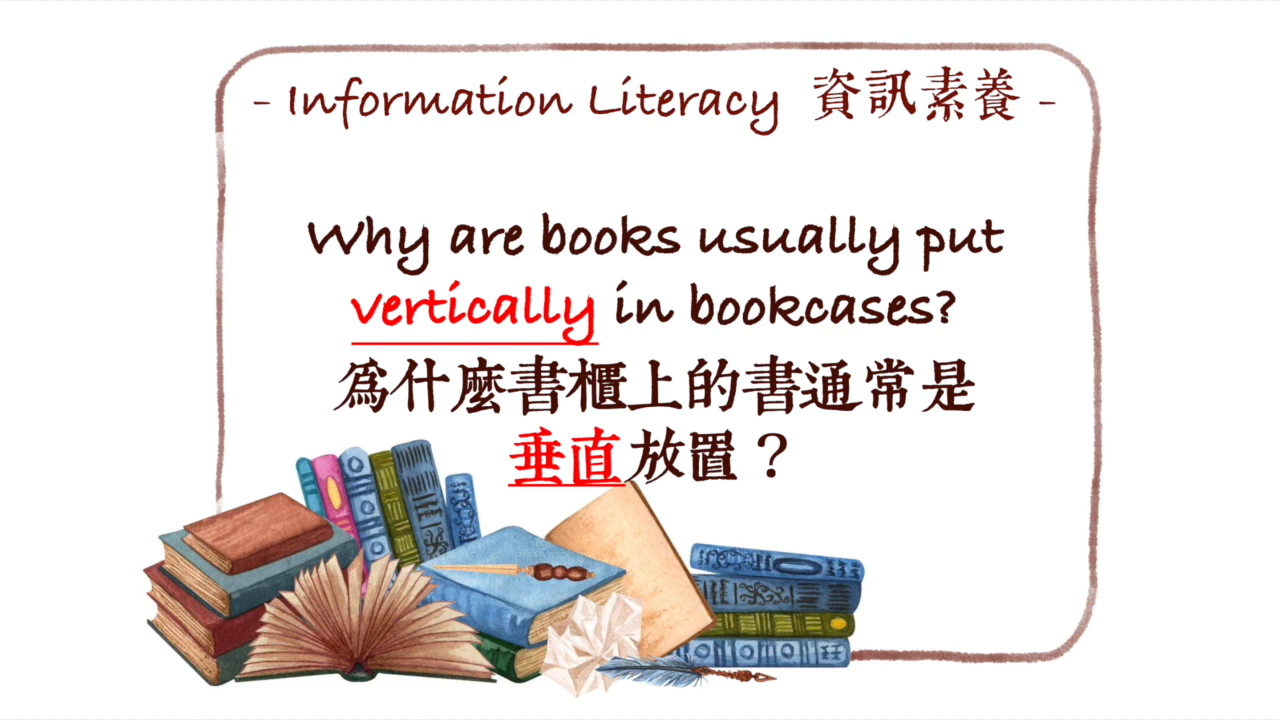 - Information Literacy 資訊素養 -
Why are books usually put
vertically in bookcases?
為什麼書櫃上的書通常是
垂直放置？